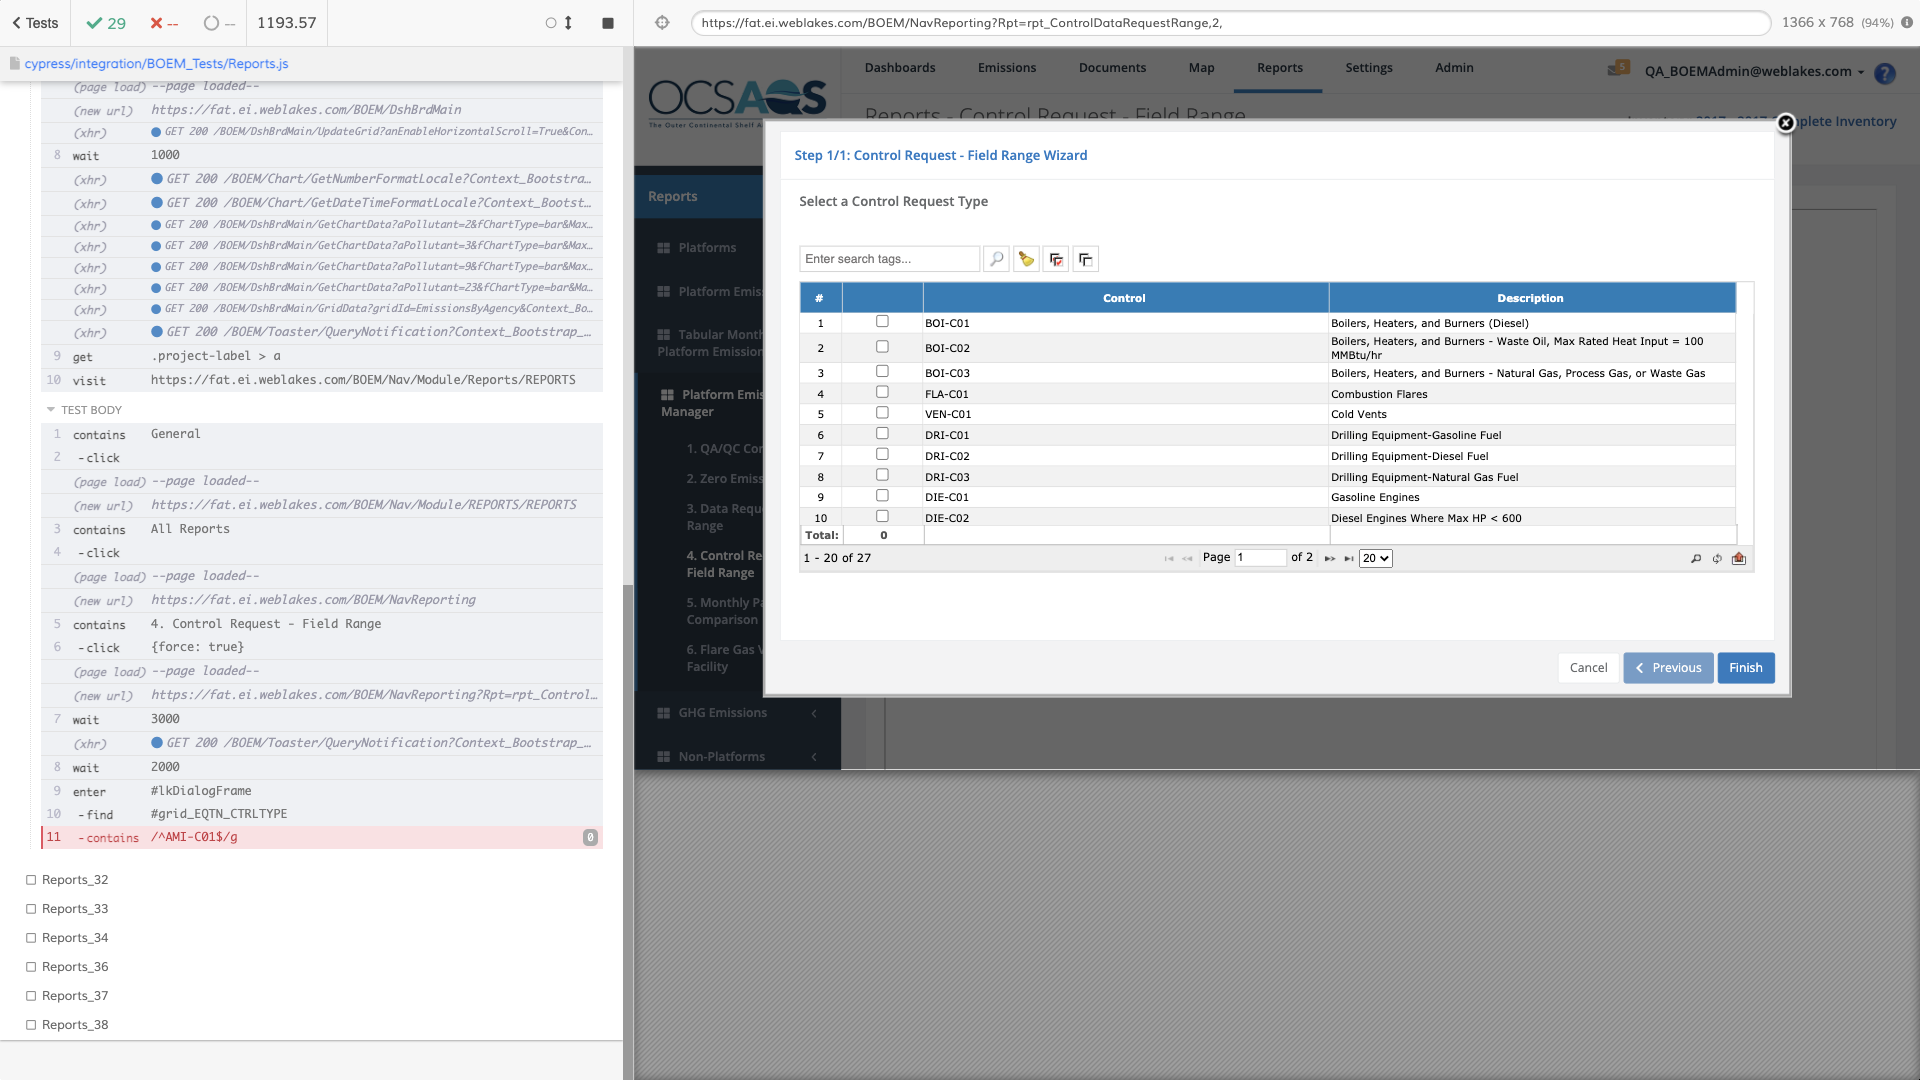 Tests
29
--
--
1193.57
https://fat.ei.weblakes.com/BOEM/NavReporting?Rpt=rpt_ControlDataRequestRange,2,
1366 x 768 (94%)
cypress/integration/BOEM_Tests/Reports.js
(page load) --page loaded--
(new url) https://fat.ei.weblakes.com/BOEM/DshBrdMain
(xhr) GET 200 /BOEM/DshBrdMain/UpdateGrid?anEnableHorizontalScroll=True&Con...
8 wait 1000
(xhr) GET 200 /BOEM/Chart/GetNumberFormatLocale?Context_Bootstra...
(xhr) GET 200 /BOEM/Chart/GetDateTimeFormatLocale?Context_Bootst...
(xhr) GET 200 /BOEM/DshBrdMain/GetChartData?aPollutant=2&fChartType=bar&Max...
(xhr) GET 200 /BOEM/DshBrdMain/GetChartData?aPollutant=3&fChartType=bar&Max...
(xhr) GET 200 /BOEM/DshBrdMain/GetChartData?aPollutant=9&fChartType=bar&Max...
(xhr) GET 200 /BOEM/DshBrdMain/GetChartData?aPollutant=23&fChartType=bar&Ma...
(xhr) GET 200 /BOEM/DshBrdMain/GridData?gridId=EmissionsByAgency&Context_Bo...
(xhr) GET 200 /BOEM/Toaster/QueryNotification?Context_Bootstrap_...
9 get .project-label > a
10 visit https://fat.ei.weblakes.com/BOEM/Nav/Module/Reports/REPORTS
TEST BODY
1 contains General
2 -click
(page load) --page loaded--
(new url) https://fat.ei.weblakes.com/BOEM/Nav/Module/REPORTS/REPORTS
3 contains All Reports
4 -click
(page load) --page loaded--
(new url) https://fat.ei.weblakes.com/BOEM/NavReporting
5 contains 4. Control Request - Field Range
6 -click {force: true}
(page load) --page loaded--
(new url) https://fat.ei.weblakes.com/BOEM/NavReporting?Rpt=rpt_Control...
7 wait 3000
(xhr) GET 200 /BOEM/Toaster/QueryNotification?Context_Bootstrap_...
8 wait 2000
9 enter #lkDialogFrame
10 -find #grid_EQTN_CTRLTYPE
11 -contains /^AMI-C01$/g 0
Reports_32
Reports_33
Reports_34
Reports_36
Reports_37
Reports_38
OCSAQS
The Outer Continental Shelf A
Dashboards Emissions Documents Map Reports Settings Admin
5 QA_BOEMAdmin@weblakes.com ?
Reports - Control Request - Field Range
2017 - 2017 Complete Inventory
Reports
Platforms
Platform Emis
Tabular Month
Platform Emission
Platform Emis
Manager
1. QA/QC Con
2. Zero Emiss
3. Data Requ
Range
4. Control Re
Field Range
5. Monthly Pa
Comparison
6. Flare Gas V
Facility
GHG Emissions
Non-Platforms
Step 1/1: Control Request - Field Range Wizard
Select a Control Request Type
Enter search tags...
# Control Description
1 BOI-C01 Boilers, Heaters, and Burners (Diesel)
2 BOI-C02 Boilers, Heaters, and Burners - Waste Oil, Max Rated Heat Input = 100
MMBtu/hr
3 BOI-C03 Boilers, Heaters, and Burners - Natural Gas, Process Gas, or Waste Gas
4 FLA-C01 Combustion Flares
5 VEN-C01 Cold Vents
6 DRI-C01 Drilling Equipment-Gasoline Fuel
7 DRI-C02 Drilling Equipment-Diesel Fuel
8 DRI-C03 Drilling Equipment-Natural Gas Fuel
9 DIE-C01 Gasoline Engines
10 DIE-C02 Diesel Engines Where Max HP < 600
Total: 0
1 - 20 of 27 Page 1 of 2 20
Cancel Previous Finish